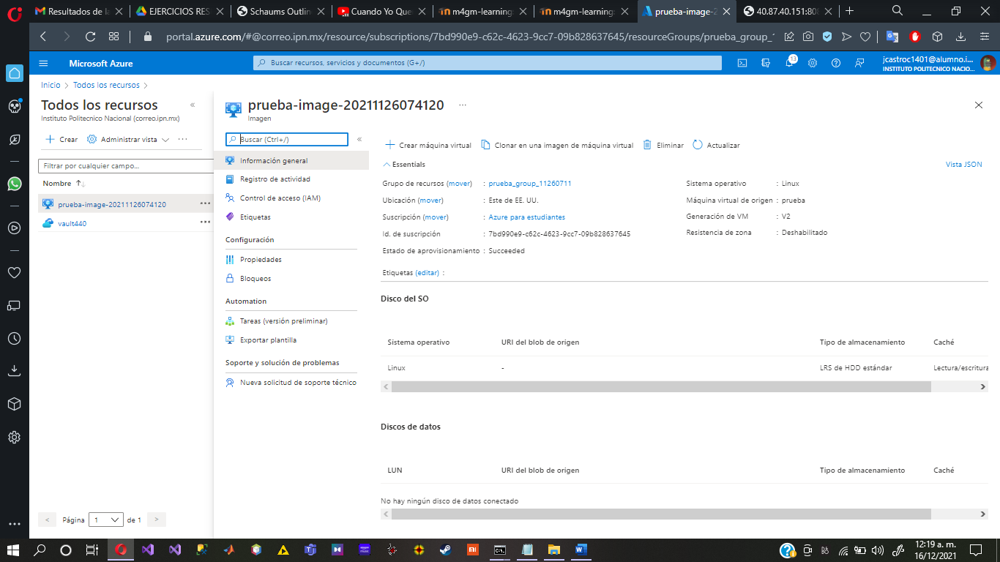 Resultados de la
EJERCICIOS RES
Schaums Outlin
Cuando Yo Que
m4gm-learning
m4gm-learning
prueba-image-2
40.87.40.151:808
portal.azure.com/#@correo.ipn.mx/resource/subscriptions/7bd990e9-c62c-4623-9cc7-09b828637645/resourceGroups/prueba_group_1
Microsoft Azure
Buscar recursos, servicios y documentos (G+/)
13
jcastroc1401@alumno.i...
INSTITUTO POLITECNICO NACIO...
Inicio > Todos los recursos >
Todos los recursos
Instituto Politecnico Nacional (correo.ipn.mx)
Crear
Administrar vista
Filtrar por cualquier campo...
Nombre
prueba-image-20211126074120
vault440
Página 1 de 1
prueba-image-20211126074120
Imagen
Buscar (Ctrl+/)
Información general
Registro de actividad
Control de acceso (IAM)
Etiquetas
Configuración
Propiedades
Bloqueos
Automation
Tareas (versión preliminar)
Exportar plantilla
Soporte y solución de problemas
Nueva solicitud de soporte técnico
Crear máquina virtual
Clonar en una imagen de máquina virtual
Eliminar
Actualizar
Essentials
Vista JSON
Grupo de recursos (mover) : prueba_group_11260711
Ubicación (mover) : Este de EE. UU.
Suscripción (mover) : Azure para estudiantes
Id. de suscripción : 7bd990e9-c62c-4623-9cc7-09b828637645
Estado de aprovisionamiento : Succeeded
Sistema operativo : Linux
Máquina virtual de origen : prueba
Generación de VM : V2
Resistencia de zona : Deshabilitado
Etiquetas (editar) :
Disco del SO
Sistema operativo URI del blob de origen Tipo de almacenamiento Caché
Linux - LRS de HDD estándar Lectura/escritura
Discos de datos
LUN URI del blob de origen Tipo de almacenamiento Caché
No hay ningún disco de datos conectado
12:19 a. m.
16/12/2021